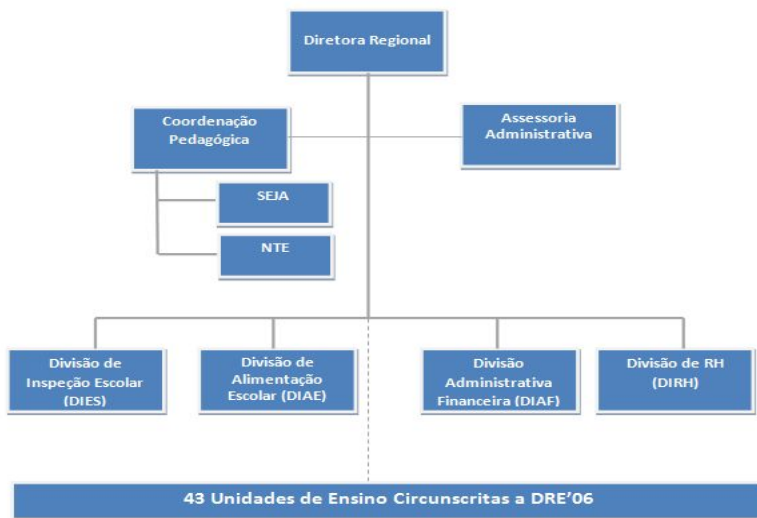 Diretora Regional
Coordenação
Pedagógica
Assessoria
Administrativa
SEJA
NTE
Divisão de
Inspeção Escolar
(DIES)
Divisão de
Alimentação
Escolar (DIAE)
Divisão
Administrativa
Financeira (DIAF)
Divisão de RH
(DIRH)
43 Unidades de Ensino Circunscritas a DRE’06